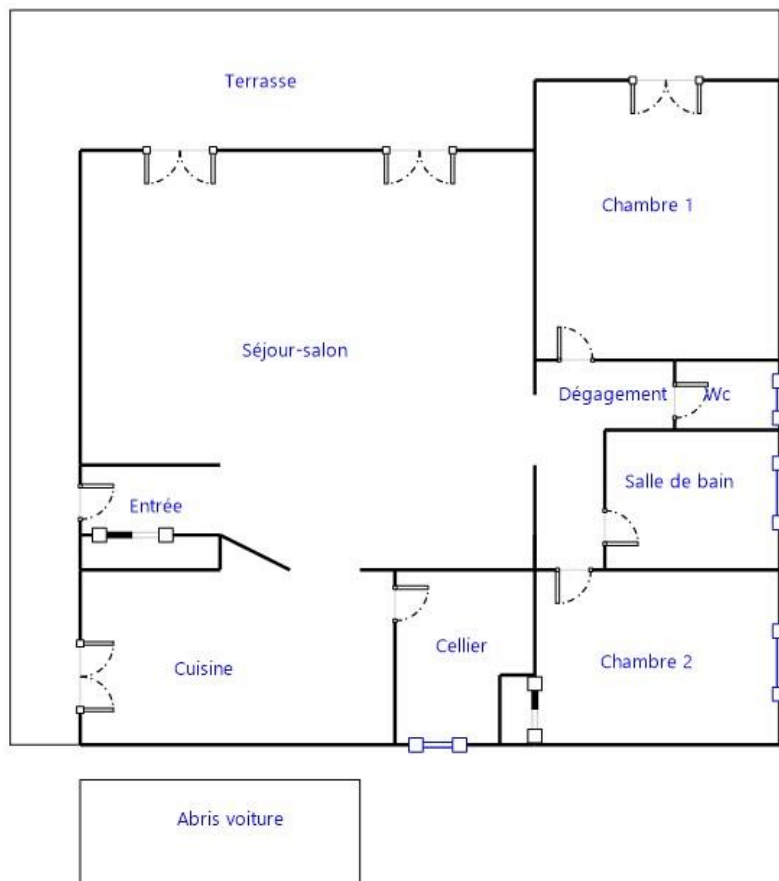 Terrasse
Chambre 1
Séjour-salon
Dégagement
Wc
Salle de bain
Entrée
Cellier
Chambre 2
Cuisine
Abris voiture